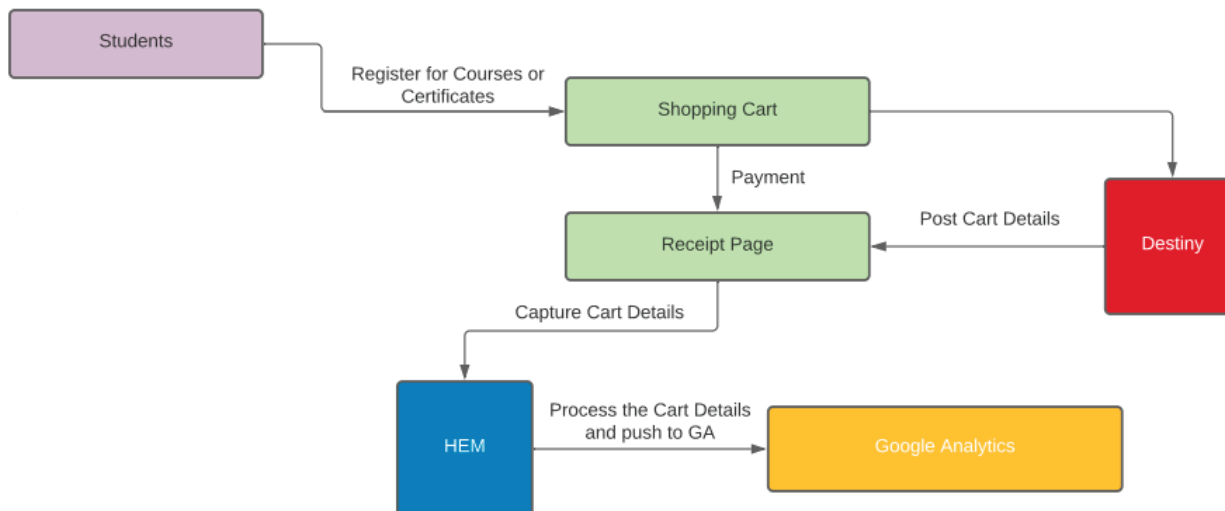 Students
Register for Courses or
Certificates
Shopping Cart
Payment
Post Cart Details
Destiny
Receipt Page
Capture Cart Details
HEM
Process the Cart Details
and push to GA
Google Analytics